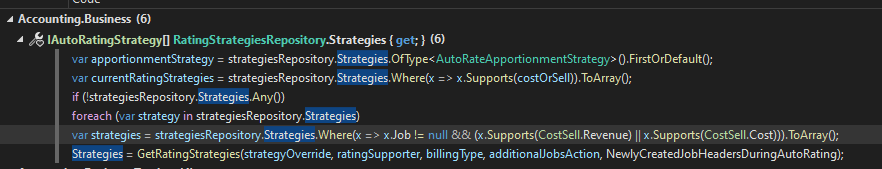 Code
Accounting.Business (6)
IAutoRatingStrategy[] RatingStrategiesRepository.Strategies { get; } (6)
var apportionmentStrategy = strategiesRepository.Strategies.OfType<AutoRateApportionmentStrategy>().FirstOrDefault();
var currentRatingStrategies = strategiesRepository.Strategies.Where(x => x.Supports(costOrSell)).ToArray();
if (!strategiesRepository.Strategies.Any())
foreach (var strategy in strategiesRepository.Strategies)
var strategies = strategiesRepository.Strategies.Where(x => x.Job != null && (x.Supports(CostSell.Revenue) || x.Supports(CostSell.Cost))).ToArray();
Strategies = GetRatingStrategies(strategyOverride, ratingSupporter, billingType, additionalJobsAction, NewlyCreatedJobHeadersDuringAutoRating);